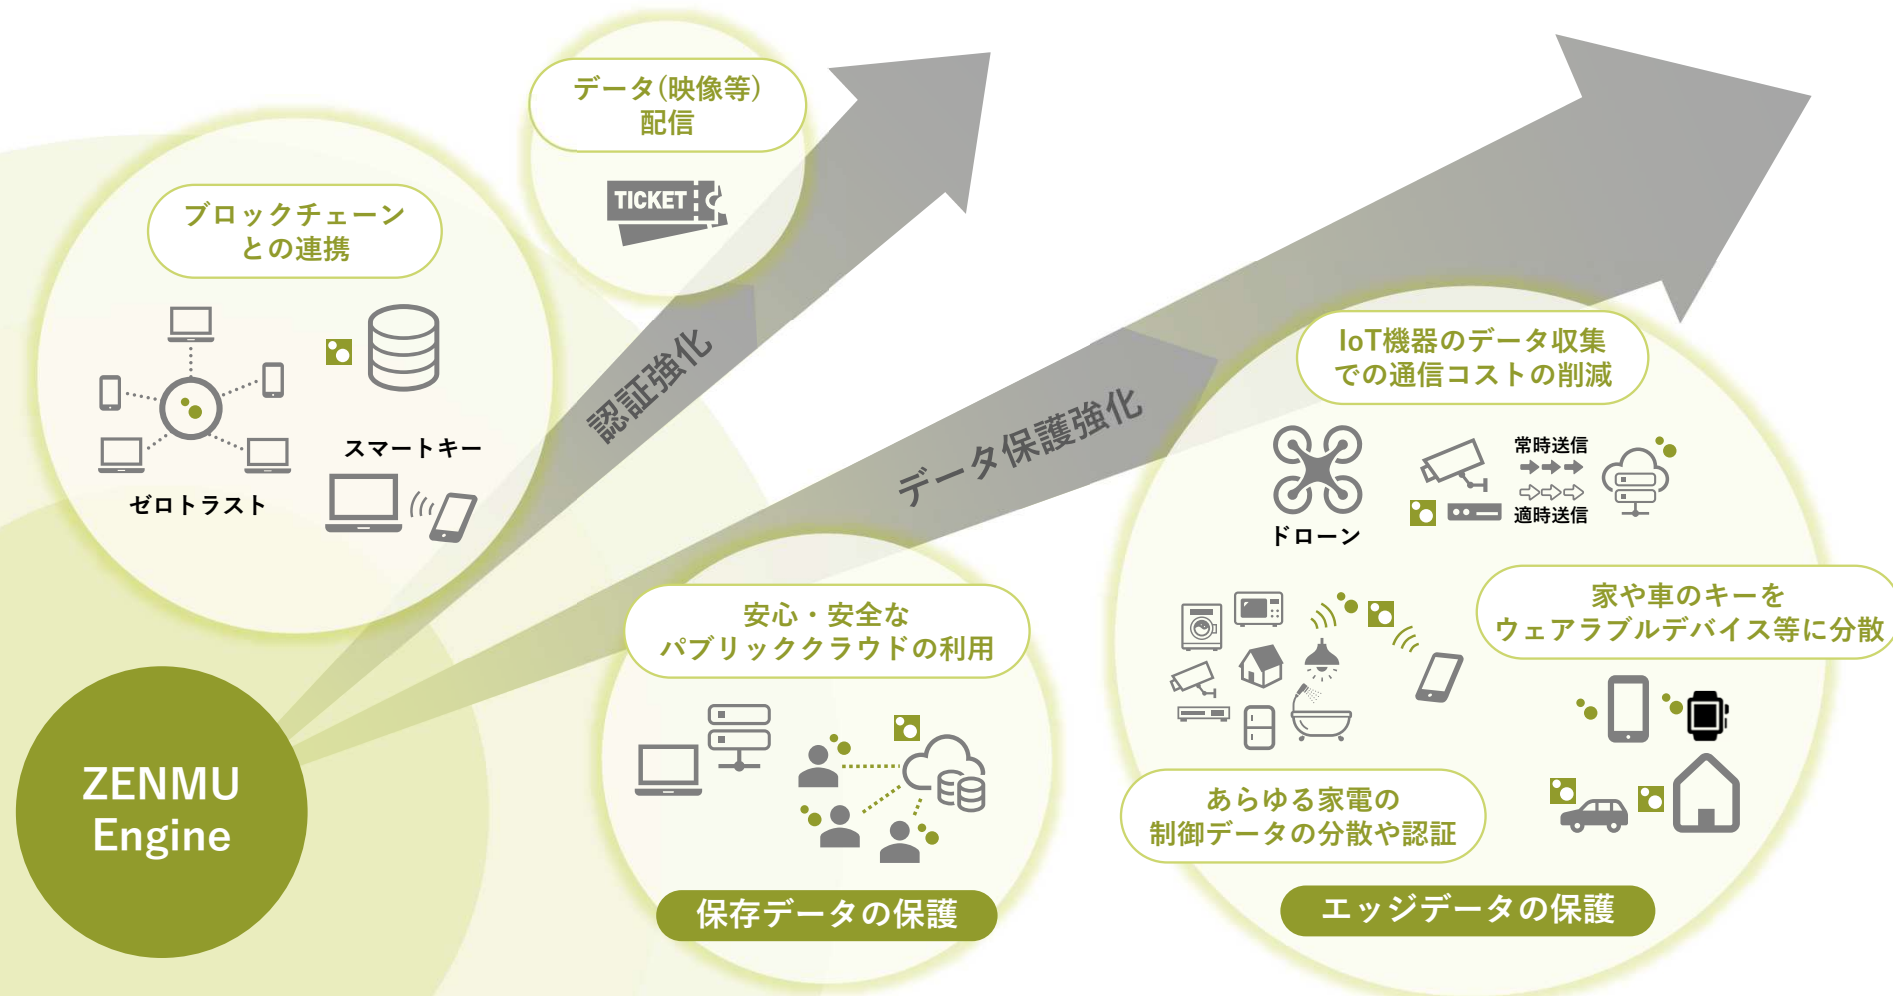 データ(映像等)
配信
TICKET
ブロックチェーン
との連携
スマートキー
ゼロトラスト
認証強化
データ保護強化
IoT機器のデータ収集
での通信コストの削減
常時送信
適時送信
ドローン
家や車のキーを
ウェアラブルデバイス等に分散
安心・安全な
パブリッククラウドの利用
あらゆる家電の
制御データの分散や認証
ZENMU
Engine
保存データの保護
エッジデータの保護